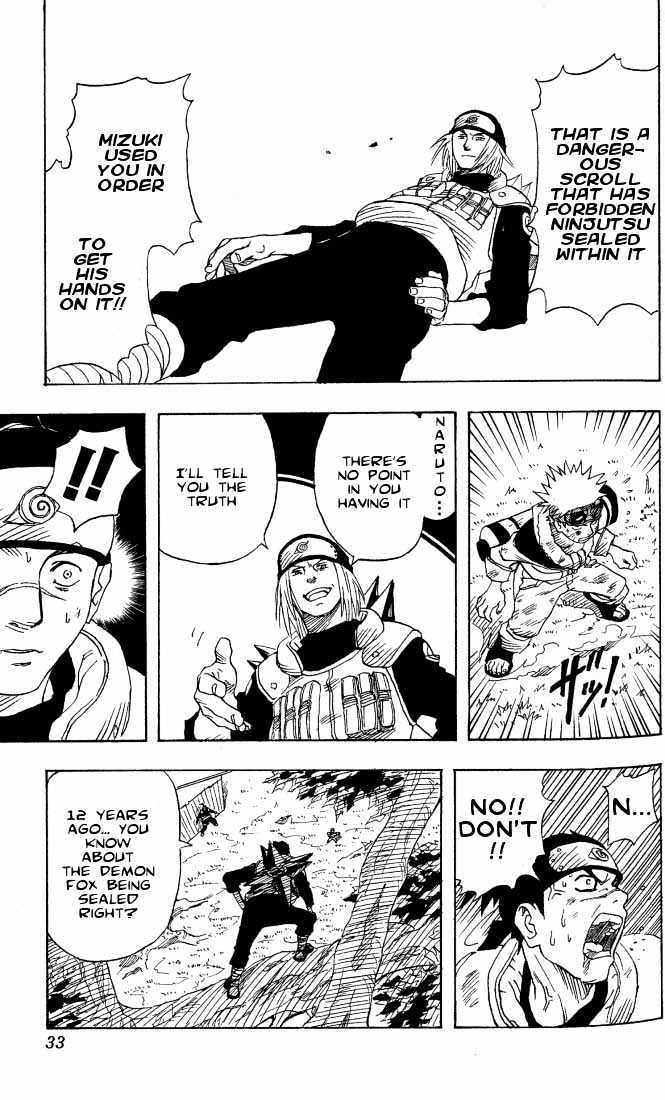 THAT IS A
DANGER-
OUS
SCROLL
THAT HAS
FORBIDDEN
NINJUTSU
SEALED
WITHIN IT
MIZUKI
USED
YOU IN
ORDER
TO
GET
HIS
HANDS
ON IT!!
ザッ!
NARUTO...
THERE'S
NO POINT
IN YOU
HAVING IT
I'LL TELL
YOU THE
TRUTH
!!
N...
NO!!
DON'T
!!
12 YEARS
AGO... YOU
KNOW
ABOUT
THE DEMON
FOX BEING
SEALED
RIGHT?
33